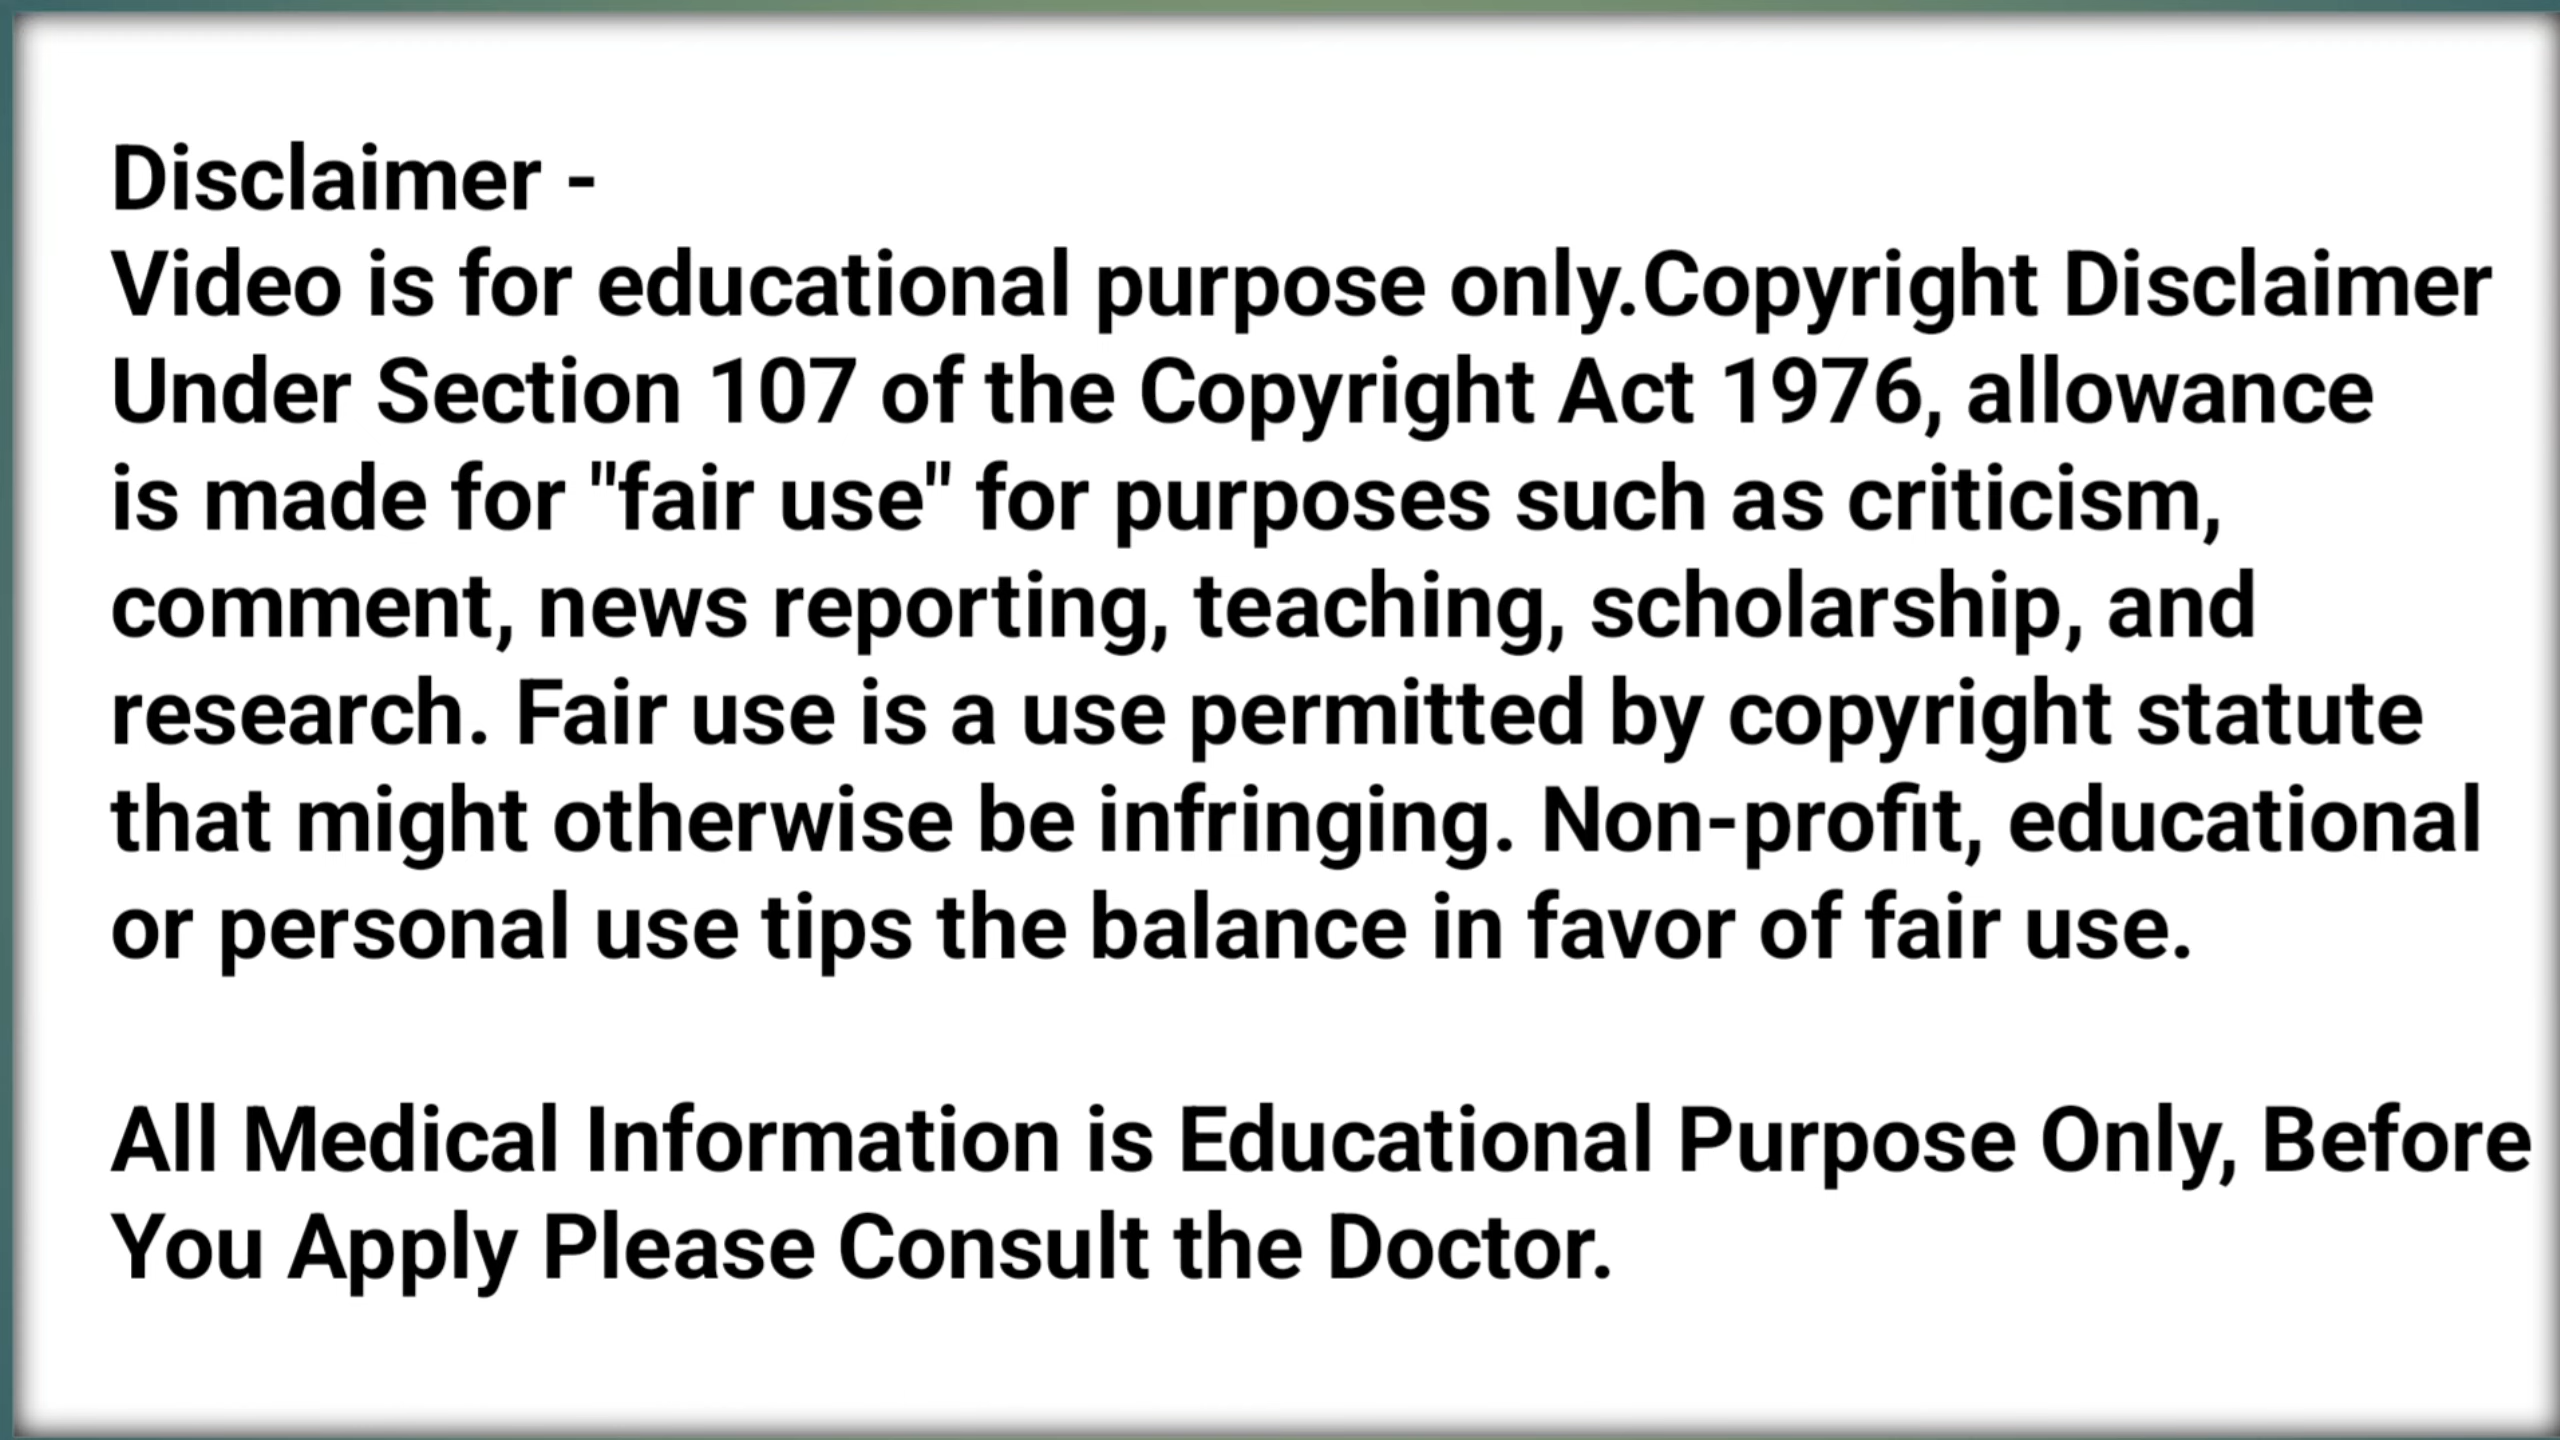 Disclaimer -
Video is for educational purpose only.Copyright Disclaimer
Under Section 107 of the Copyright Act 1976, allowance
is made for "fair use" for purposes such as criticism,
comment, news reporting, teaching, scholarship, and
research. Fair use is a use permitted by copyright statute
that might otherwise be infringing. Non-profit, educational
or personal use tips the balance in favor of fair use.
All Medical Information is Educational Purpose Only, Before
You Apply Please Consult the Doctor.